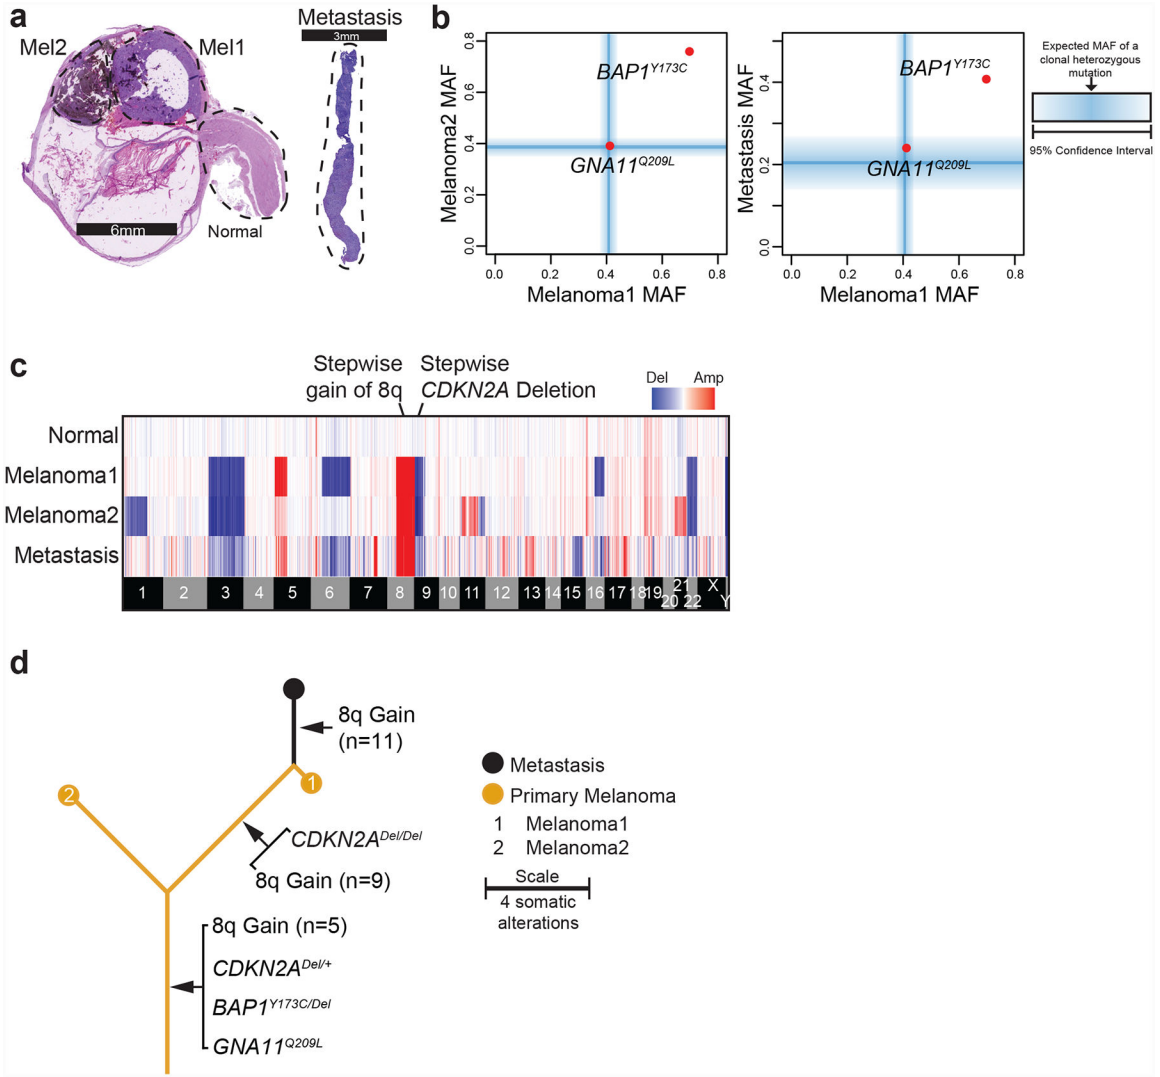 a
Mel2
Mel1
6mm
Normal
Metastasis
3mm
b
Melanoma2 MAF
0.0
0.2
0.4
0.6
0.8
BAP1Y173C
GNA11Q209L
0.0
0.2
0.4
0.6
0.8
Melanoma1 MAF
Metastasis MAF
0.0
0.2
0.4
BAP1Y173C
GNA11Q209L
0.0
0.2
0.4
0.6
0.8
Melanoma1 MAF
Expected MAF of a
clonal heterozygous
mutation
95% Confidence Interval
c
Stepwise
gain of 8q
Stepwise
CDKN2A Deletion
Del
Amp
Normal
Melanoma1
Melanoma2
Metastasis
1 2 3 4 5 6 7 8 9 10 11 12 13 14 15 16 17 18 19 20 21 22 X Y
d
8q Gain
(n=11)
1
2
CDKN2ADel/Del
8q Gain (n=9)
8q Gain (n=5)
CDKN2ADel/+
BAP1Y173C/Del
GNA11Q209L
Metastasis
Primary Melanoma
1 Melanoma1
2 Melanoma2
Scale
4 somatic
alterations